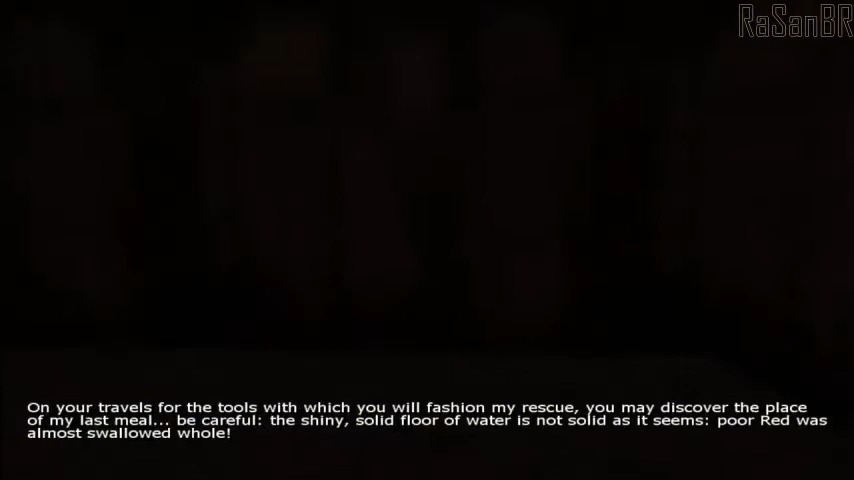 RaSanBR
On your travels for the tools with which you will fashion my rescue, you may discover the place
of my last meal... be careful: the shiny, solid floor of water is not solid as it seems: poor Red was
almost swallowed whole!